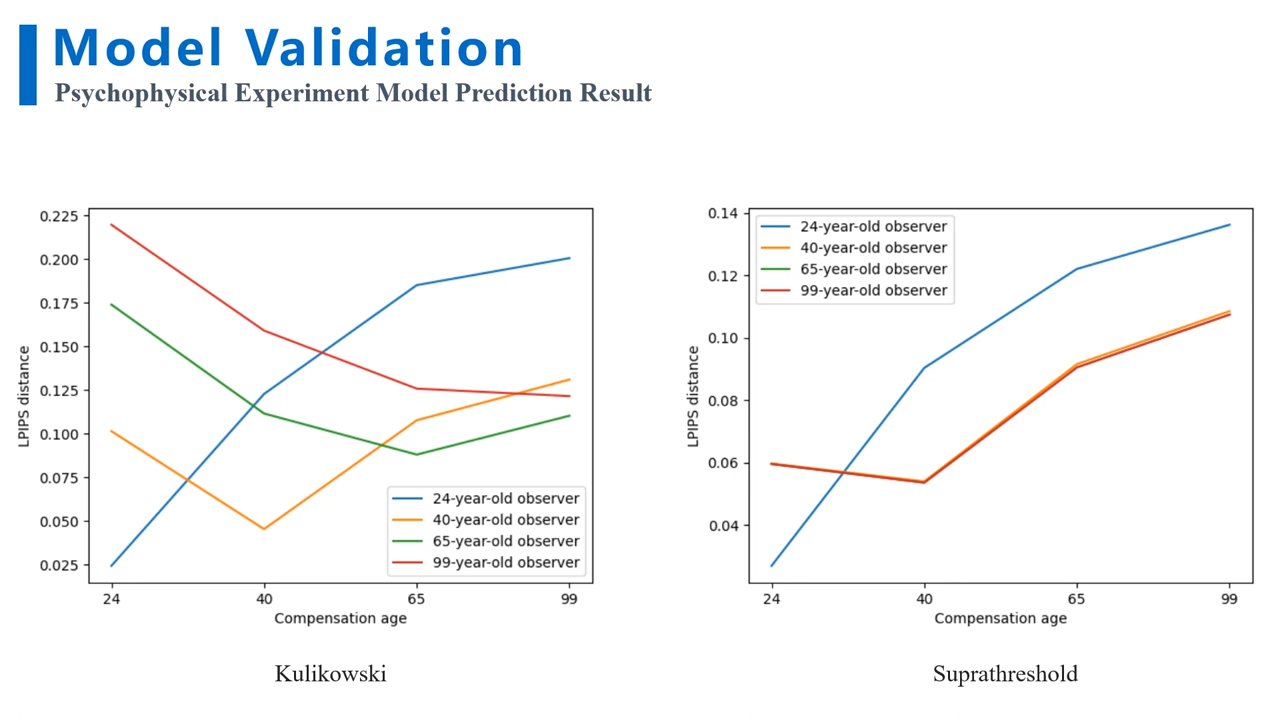 Model Validation
Psychophysical Experiment Model Prediction Result
0.225
0.200
0.175
0.150
0.125
0.100
0.075
0.050
0.025
LPIPS distance
24-year-old observer
40-year-old observer
65-year-old observer
99-year-old observer
24 40 65 99
Compensation age
Kulikowski
0.14
0.12
0.10
0.08
0.06
0.04
LPIPS distance
24-year-old observer
40-year-old observer
65-year-old observer
99-year-old observer
24 40 65 99
Compensation age
Suprathreshold